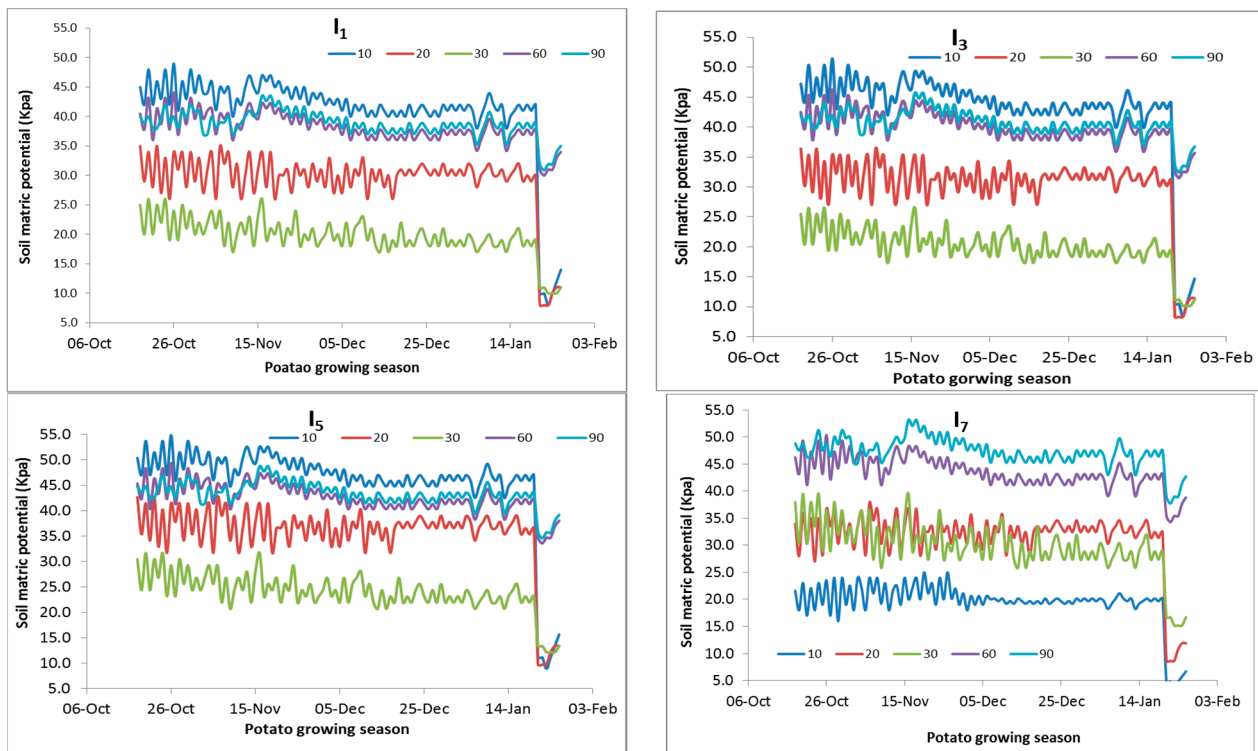 I1
10 20 30 60 90
Soil matric potential (Kpa)
55.0
50.0
45.0
40.0
35.0
30.0
25.0
20.0
15.0
10.0
5.0
06-Oct 26-Oct 15-Nov 05-Dec 25-Dec 14-Jan 03-Feb
Poatao growing season
I3
10 20 30 60 90
Soil matric potential (Kpa)
55.0
50.0
45.0
40.0
35.0
30.0
25.0
20.0
15.0
10.0
5.0
06-Oct 26-Oct 15-Nov 05-Dec 25-Dec 14-Jan 03-Feb
Potato gorwing season
I5
10 20 30 60 90
Soil matric potential (Kpa)
55.0
50.0
45.0
40.0
35.0
30.0
25.0
20.0
15.0
10.0
5.0
06-Oct 26-Oct 15-Nov 05-Dec 25-Dec 14-Jan 03-Feb
Potato growing season
I7
Soil matric potential (Kpa)
55.0
50.0
45.0
40.0
35.0
30.0
25.0
20.0
15.0
10.0
5.0
10 20 30 60 90
06-Oct 26-Oct 15-Nov 05-Dec 25-Dec 14-Jan 03-Feb
Potato growing season